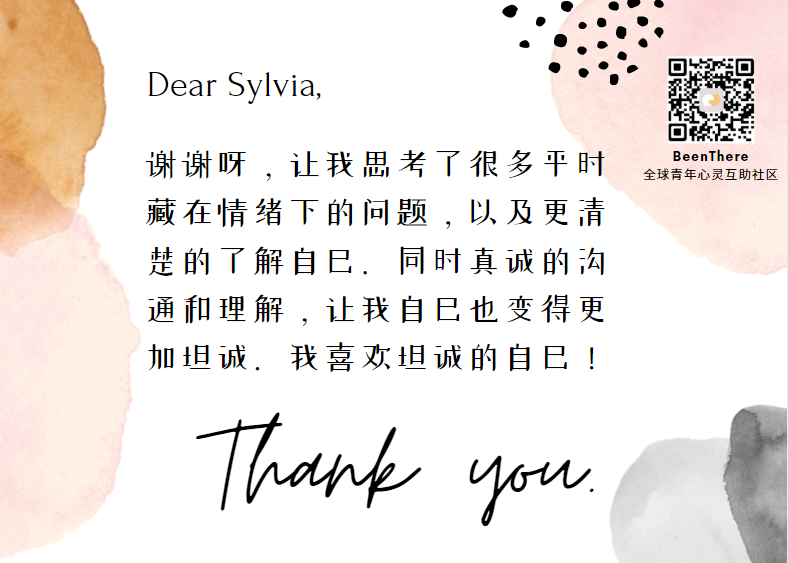 Dear Sylvia,
谢谢呀，让我思考了很多平时
藏在情绪下的问题，以及更清
楚的了解自己. 同时真诚的沟
通和理解，让我自己也变得更
加坦诚. 我喜欢坦诚的自己！
Thank you.
BeenThere
全球青年心灵互助社区